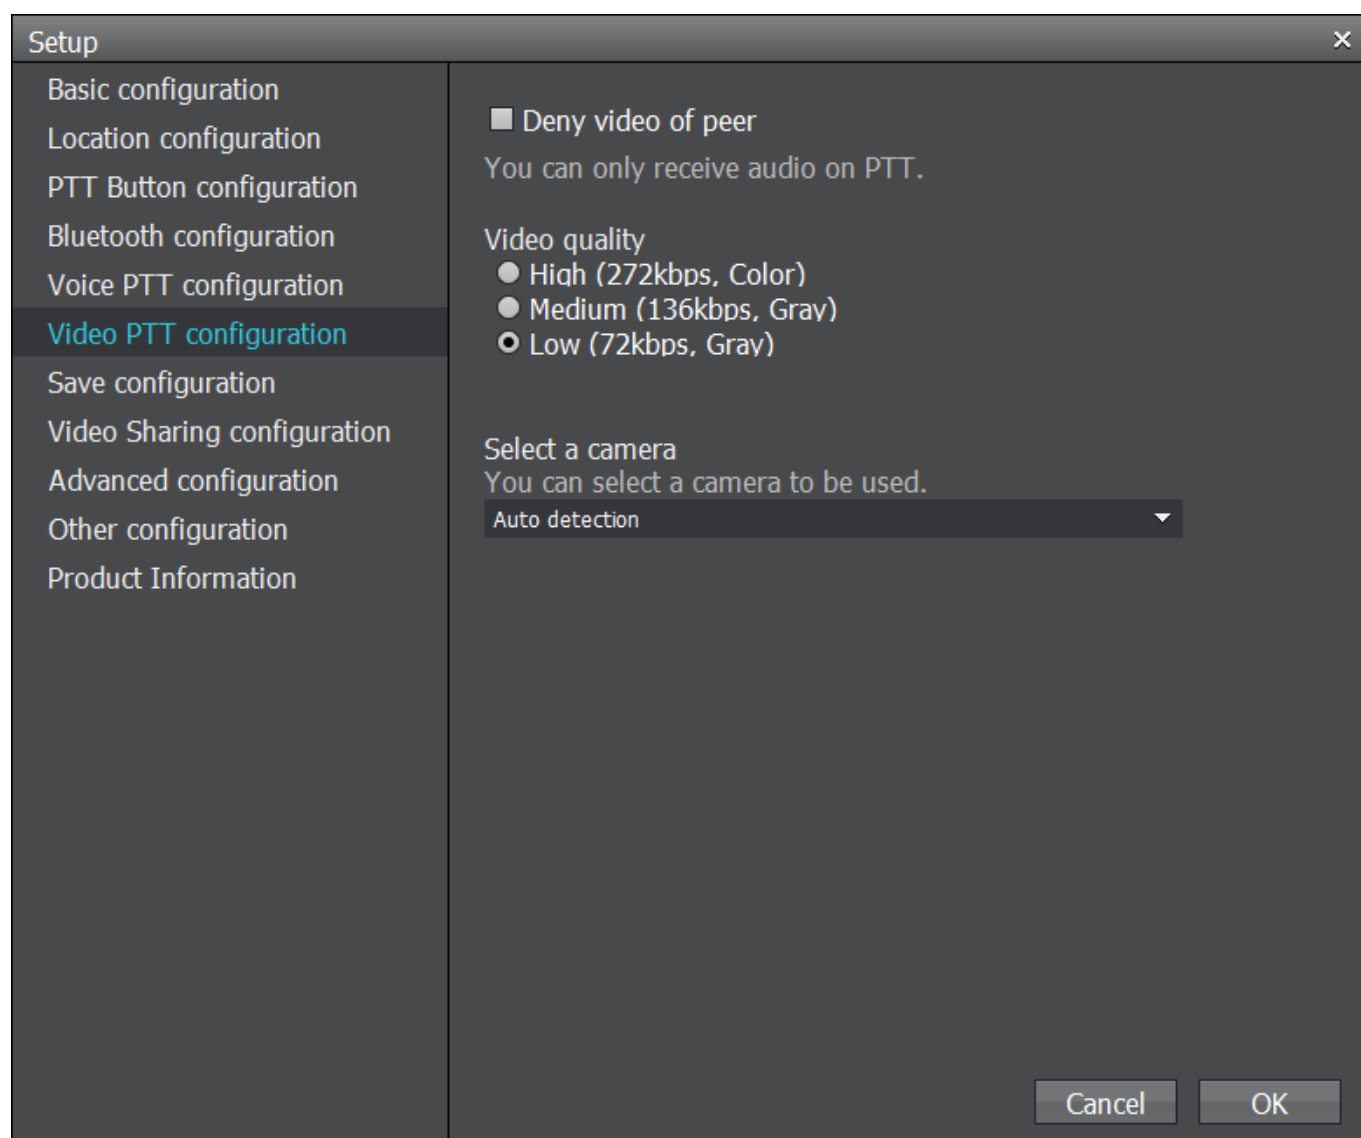 Setup
Basic configuration
Location configuration
PTT Button configuration
Bluetooth configuration
Voice PTT configuration
Video PTT configuration
Save configuration
Video Sharing configuration
Advanced configuration
Other configuration
Product Information
Deny video of peer
You can only receive audio on PTT.
Video quality
High (272kbps, Color)
Medium (136kbps, Gray)
Low (72kbps, Gray)
Select a camera
You can select a camera to be used.
Auto detection
Cancel
OK